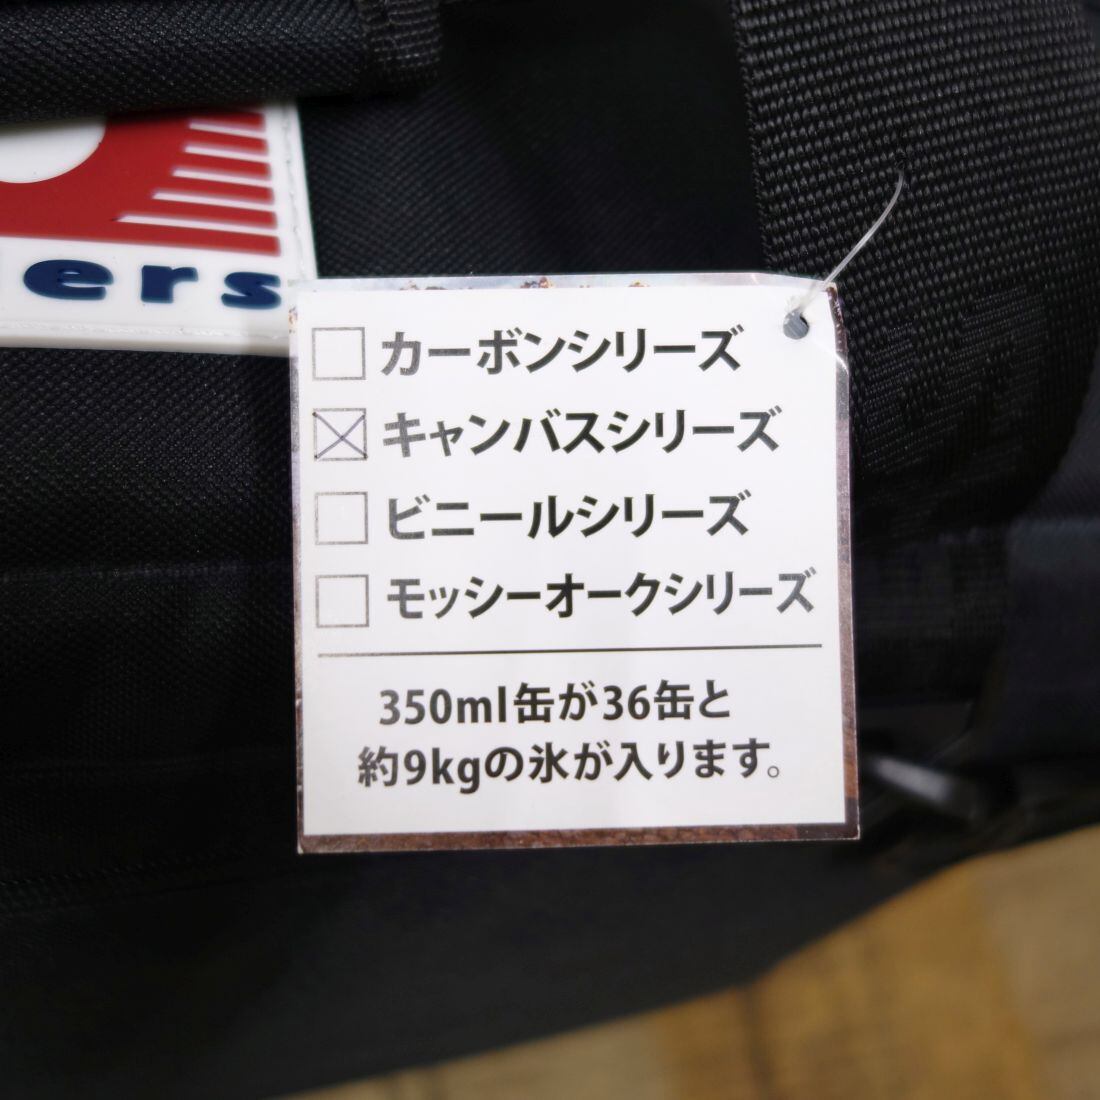 ers
カーボンシリーズ
キャンバスシリーズ
ビニールシリーズ
モッシーオークシリーズ
350ml缶が36缶と
約9kgの氷が入ります。